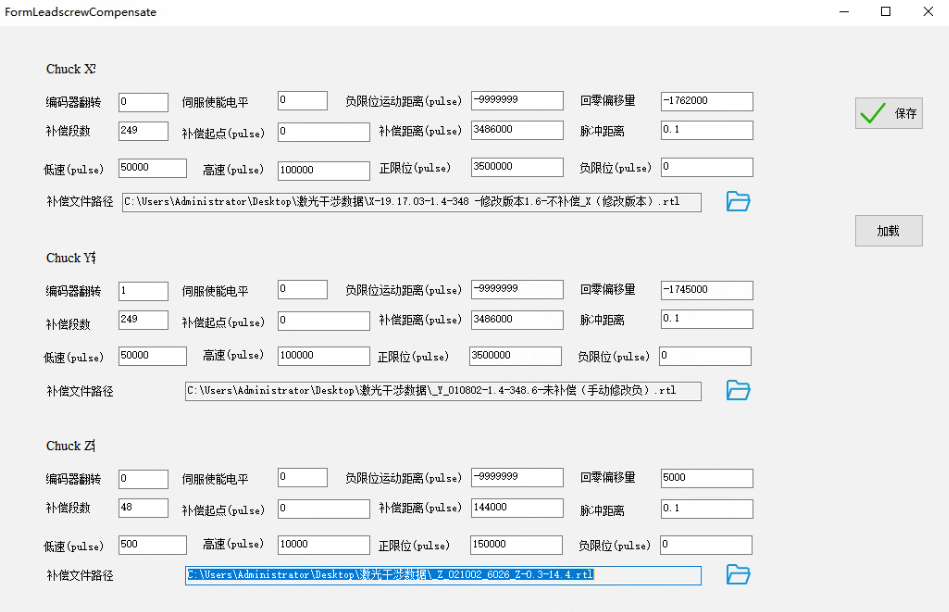 FormLeadscrewCompensate
Chuck X轴
编码器翻转 0 伺服使能电平 0 负限位运动距离(pulse) -9999999 回零偏移量 -1762000
保存
补偿段数 249 补偿起点(pulse) 0 补偿距离(pulse) 3486000 脉冲距离 0.1
低速(pulse) 50000 高速(pulse) 100000 正限位(pulse) 3500000 负限位(pulse) 0
补偿文件路径 C:\Users\Administrator\Desktop\激光干涉数据\X-19.17.03-1.4-348 -修改版本1.6-不补偿_X（修改版本）.rtl
加载
Chuck Y轴
编码器翻转 1 伺服使能电平 0 负限位运动距离(pulse) -9999999 回零偏移量 -1745000
补偿段数 249 补偿起点(pulse) 0 补偿距离(pulse) 3486000 脉冲距离 0.1
低速(pulse) 50000 高速(pulse) 100000 正限位(pulse) 3500000 负限位(pulse) 0
补偿文件路径 C:\Users\Administrator\Desktop\激光干涉数据\_Y_010802-1.4-348.6-未补偿（手动修改负）.rtl
Chuck Z轴
编码器翻转 0 伺服使能电平 0 负限位运动距离(pulse) -9999999 回零偏移量 5000
补偿段数 48 补偿起点(pulse) 0 补偿距离(pulse) 144000 脉冲距离 0.1
低速(pulse) 500 高速(pulse) 10000 正限位(pulse) 150000 负限位(pulse) 0
补偿文件路径 C:\Users\Administrator\Desktop\激光干涉数据\_Z_021002_6026_Z-0.3-14.4.rtl